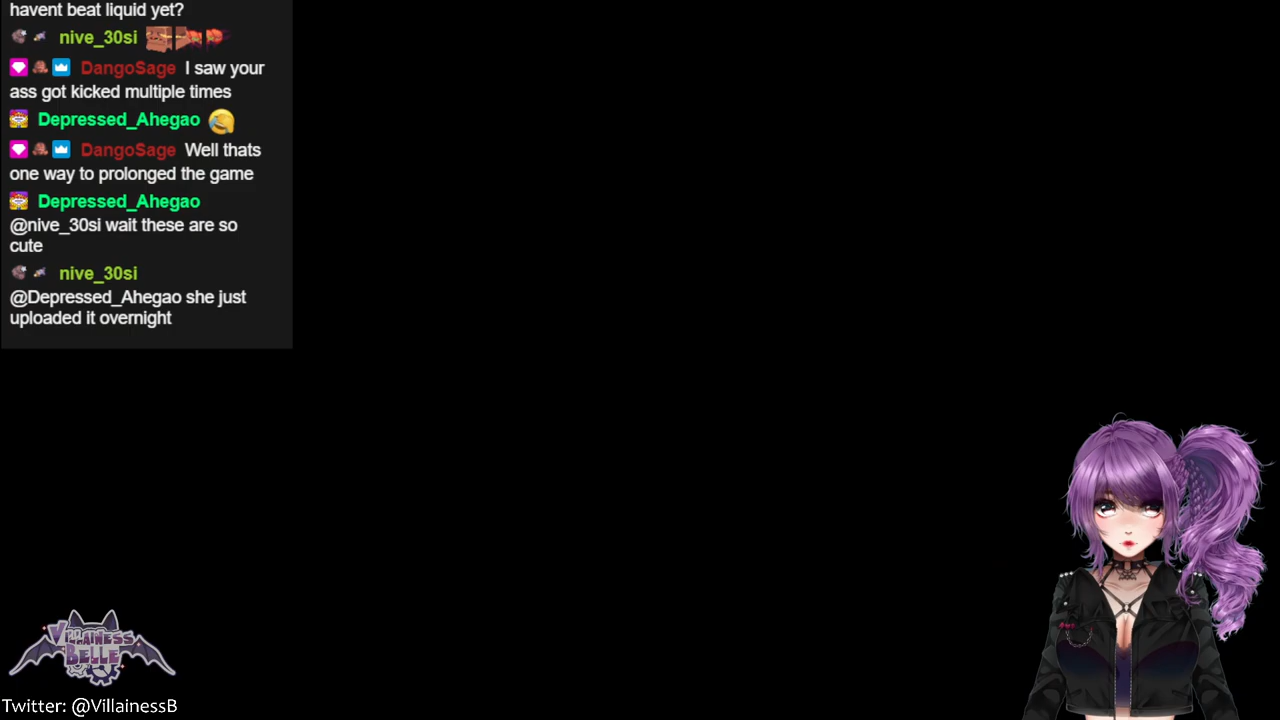 havent beat liquid yet?
nive_30si
DangoSage I saw your
ass got kicked multiple times
Depressed_Ahegao
DangoSage Well thats
one way to prolonged the game
Depressed_Ahegao
@nive_30si wait these are so
cute
nive_30si
@Depressed_Ahegao she just
uploaded it overnight
VILLAINESS
BELLE
Twitter: @VillainessB